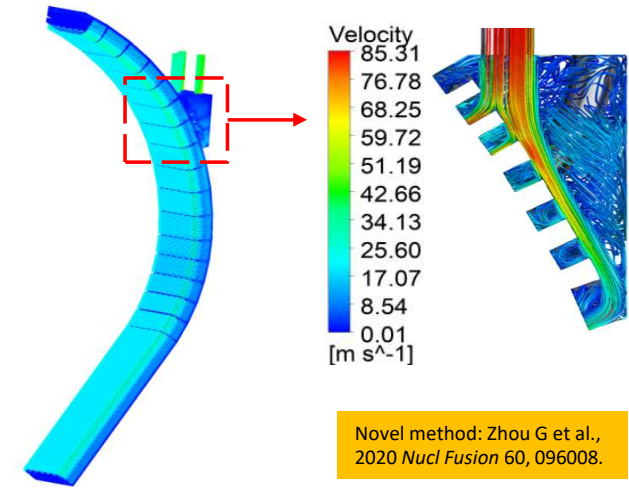 Velocity
85.31
76.78
68.25
59.72
51.19
42.66
34.13
25.60
17.07
8.54
0.01
[m s^-1]
Novel method: Zhou G et al.,
2020 Nucl Fusion 60, 096008.